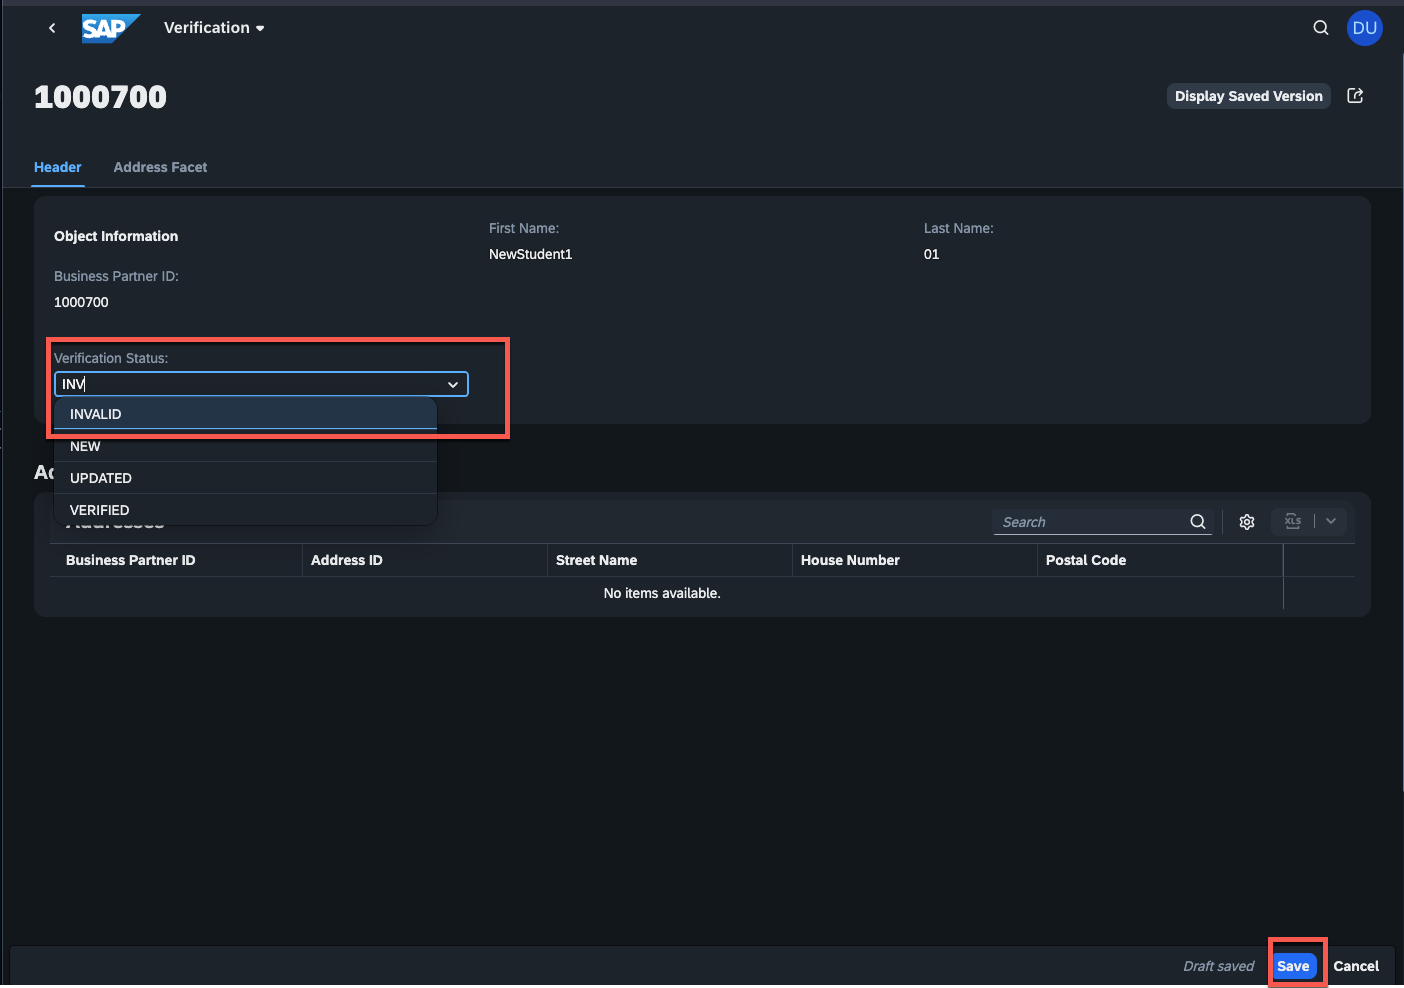 SAP Verification DU
1000700
Display Saved Version
Header Address Facet
Object Information
Business Partner ID:
1000700
First Name:
NewStudent1
Last Name:
01
Verification Status:
INV
INVALID
NEW
UPDATED
VERIFIED
Ad
Addresses
Search
XLS
Business Partner ID Address ID Street Name House Number Postal Code
No items available.
Draft saved Save Cancel